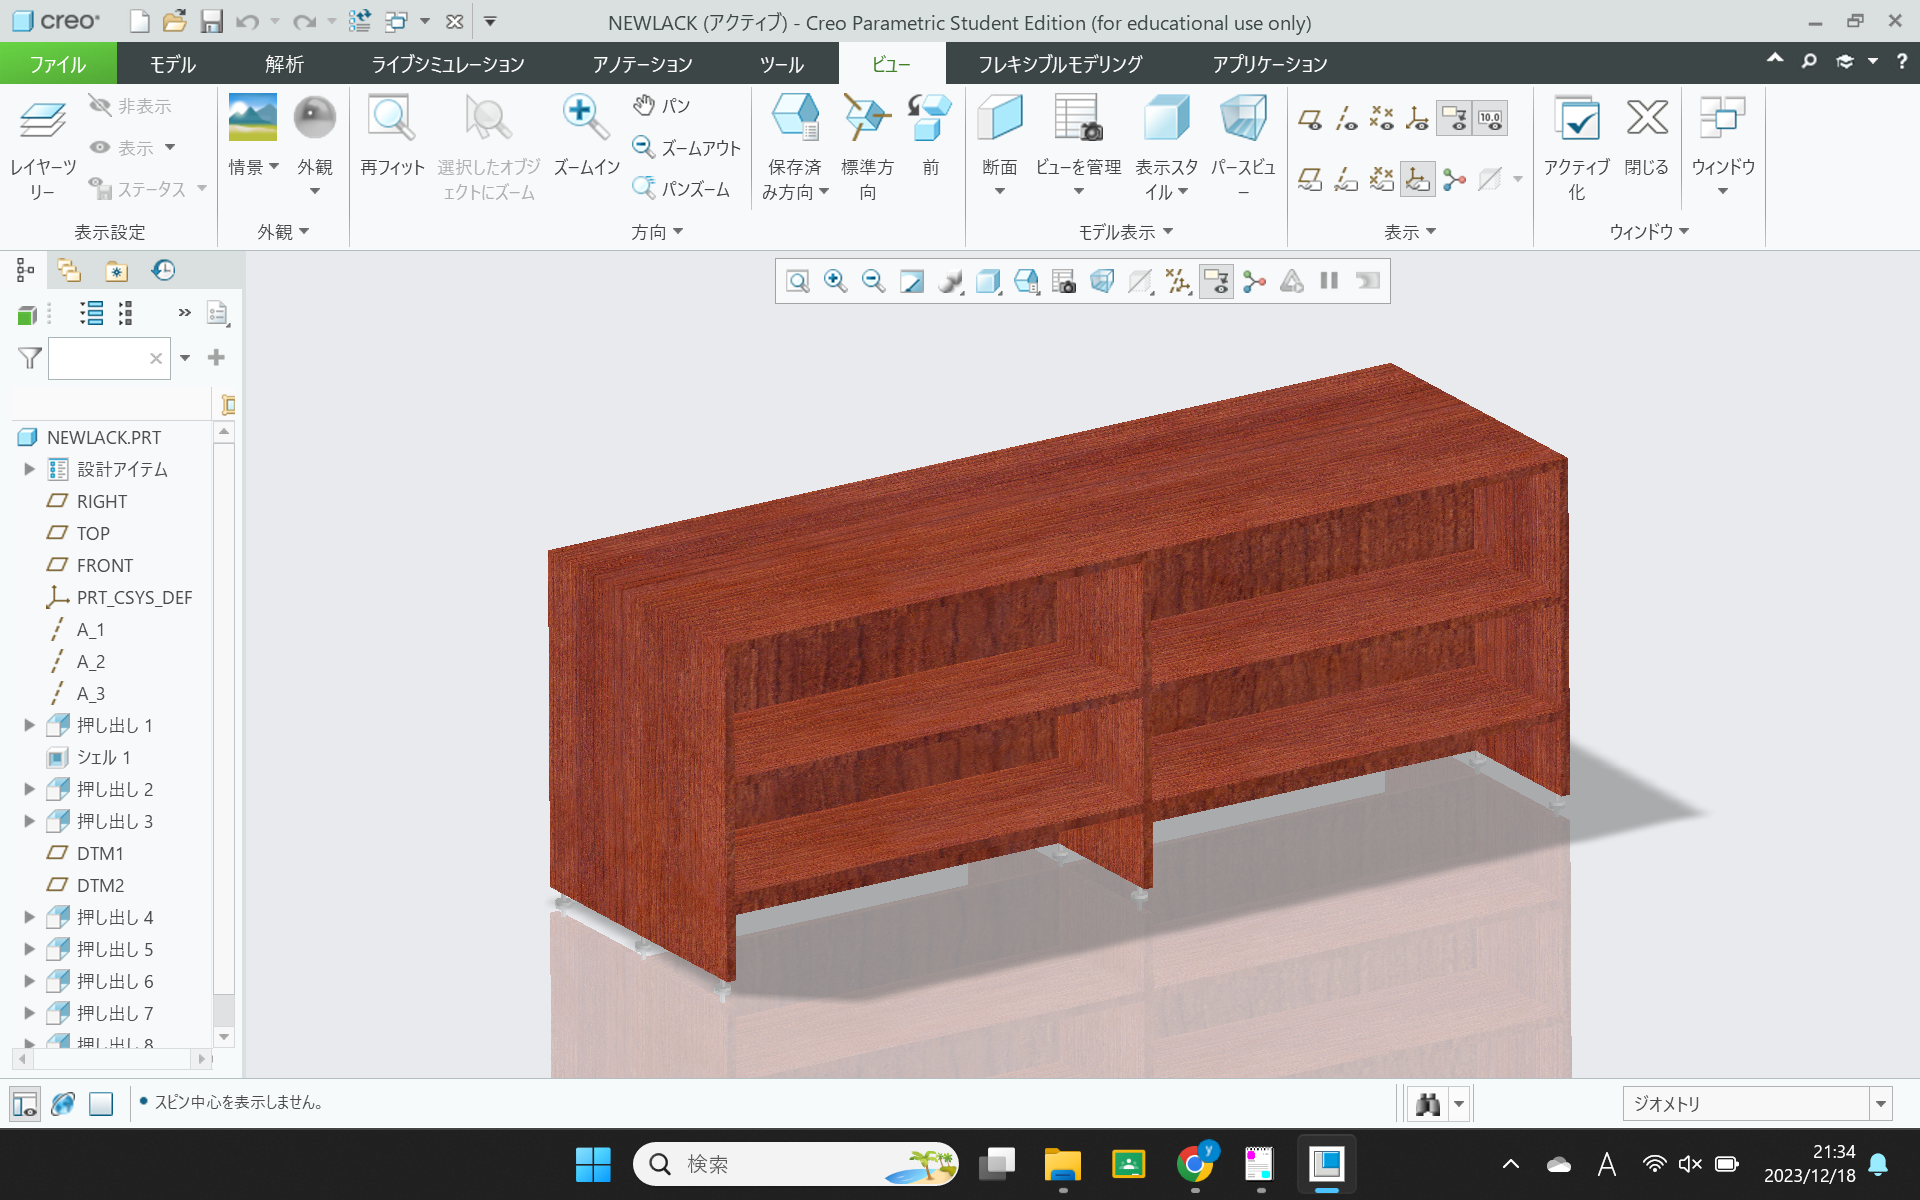 creo®
NEWLACK (アクティブ) - Creo Parametric Student Edition (for educational use only)
ファイル
モデル
解析
ライブシミュレーション
アノテーション
ツール
ビュー
フレキシブルモデリング
アプリケーション
?
レイヤーツリー
非表示
表示
ステータス
表示設定
情景
外観
外観
再フィット
選択したオブジェクトにズーム
ズームイン
パン
ズームアウト
パンズーム
保存済み方向
標準方向
前
方向
断面
ビューを管理
表示スタイル
パースビュー
モデル表示
10.0
表示
アクティブ化
閉じる
ウィンドウ
ウィンドウ
NEWLACK.PRT
設計アイテム
RIGHT
TOP
FRONT
PRT_CSYS_DEF
A_1
A_2
A_3
押し出し 1
シェル 1
押し出し 2
押し出し 3
DTM1
DTM2
押し出し 4
押し出し 5
押し出し 6
押し出し 7
押し出し 8
スピン中心を表示しません。
ジオメトリ
検索
y
A
21:34
2023/12/18